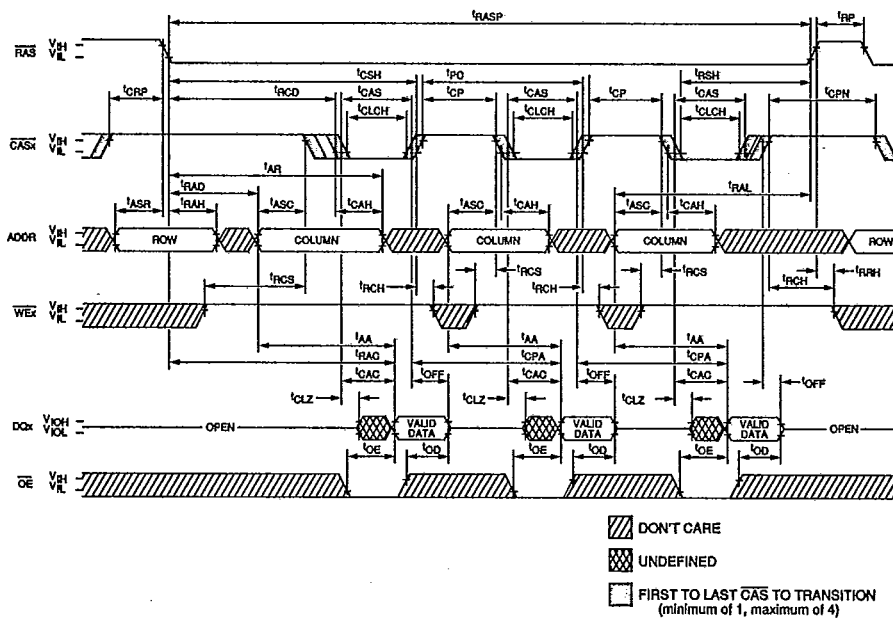 tRASP
tRP
RAS VIH
VIL
tCSH
tPC
tRSH
tCRP
tRCD
tCAS
tCP
tCAS
tCP
tCAS
tCPN
tCLCH
tCLCH
tCLCH
CASx VIH
VIL
tAR
tRAD
tRAL
tASR
tRAH
tASC
tCAH
tASC
tCAH
tASC
tCAH
ADDR VIH
VIL
ROW
COLUMN
COLUMN
COLUMN
ROW
tRCS
tRCH
tRCS
tRCH
tRCS
tRCH
tRRH
WEx VIH
VIL
tAA
tAA
tAA
tRAC
tCPA
tCPA
tCAC
tOFF
tCAC
tOFF
tCAC
tOFF
tCLZ
tCLZ
tCLZ
DQx VIOH
VIOL
OPEN
VALID
DATA
VALID
DATA
VALID
DATA
OPEN
tOE
tOD
tOE
tOD
tOE
tOD
OE VIH
VIL
DON'T CARE
UNDEFINED
FIRST TO LAST CAS TO TRANSITION
(minimum of 1, maximum of 4)